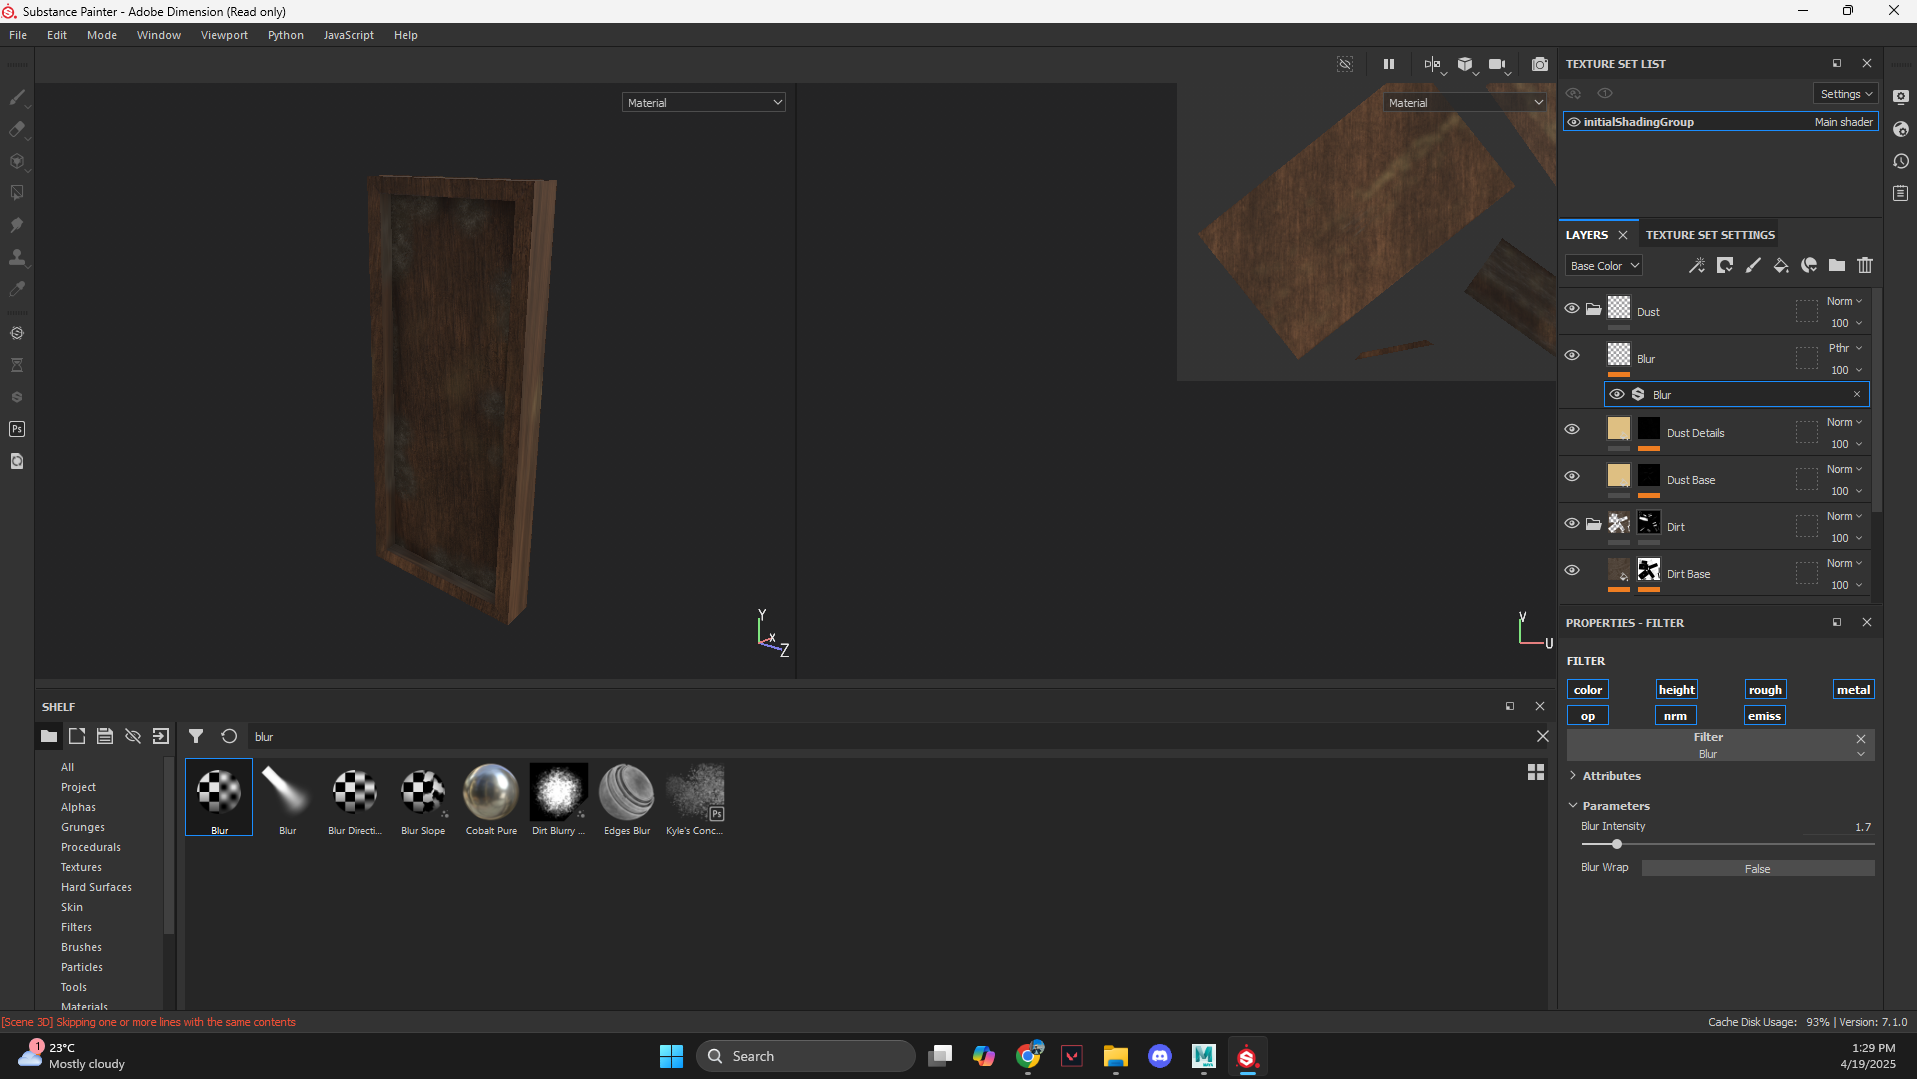 Substance Painter - Adobe Dimension (Read only)
File Edit Mode Window Viewport Python JavaScript Help
Material
Material
Y
X
Z
V
U
TEXTURE SET LIST
Settings
initialShadingGroup Main shader
LAYERS TEXTURE SET SETTINGS
Base Color
Norm
Dust
100
Pthr
Blur
100
Blur
Norm
Dust Details
100
Norm
Dust Base
100
Norm
Dirt
100
Norm
Dirt Base
100
PROPERTIES - FILTER
FILTER
color height rough metal
op nrm emiss
Filter
Blur
Attributes
Parameters
Blur Intensity 1.7
Blur Wrap False
Ps
SHELF
blur
All
Project
Alphas
Grunges
Procedurals
Textures
Hard Surfaces
Skin
Filters
Brushes
Particles
Tools
Materials
Ps
Blur Blur Blur Directi... Blur Slope Cobalt Pure Dirt Blurry ... Edges Blur Kyle's Conc...
[Scene 3D] Skipping one or more lines with the same contents
Cache Disk Usage: 93% | Version: 7.1.0
1
23°C
Mostly cloudy
Search
M
1:29 PM
4/19/2025